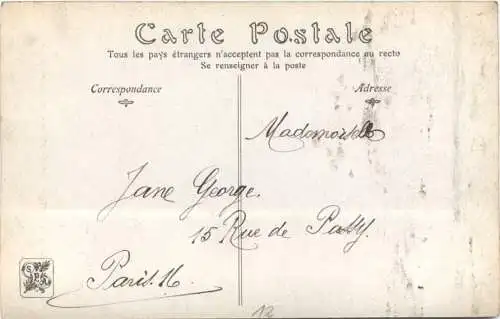 Carte Postale
Tous les pays étrangers n'acceptent pas la correspondance au recto
Se renseigner à la poste
Correspondance
Adresse
Mademoiselle
Jane George.
15 Rue de Passy.
Paris. 16
12